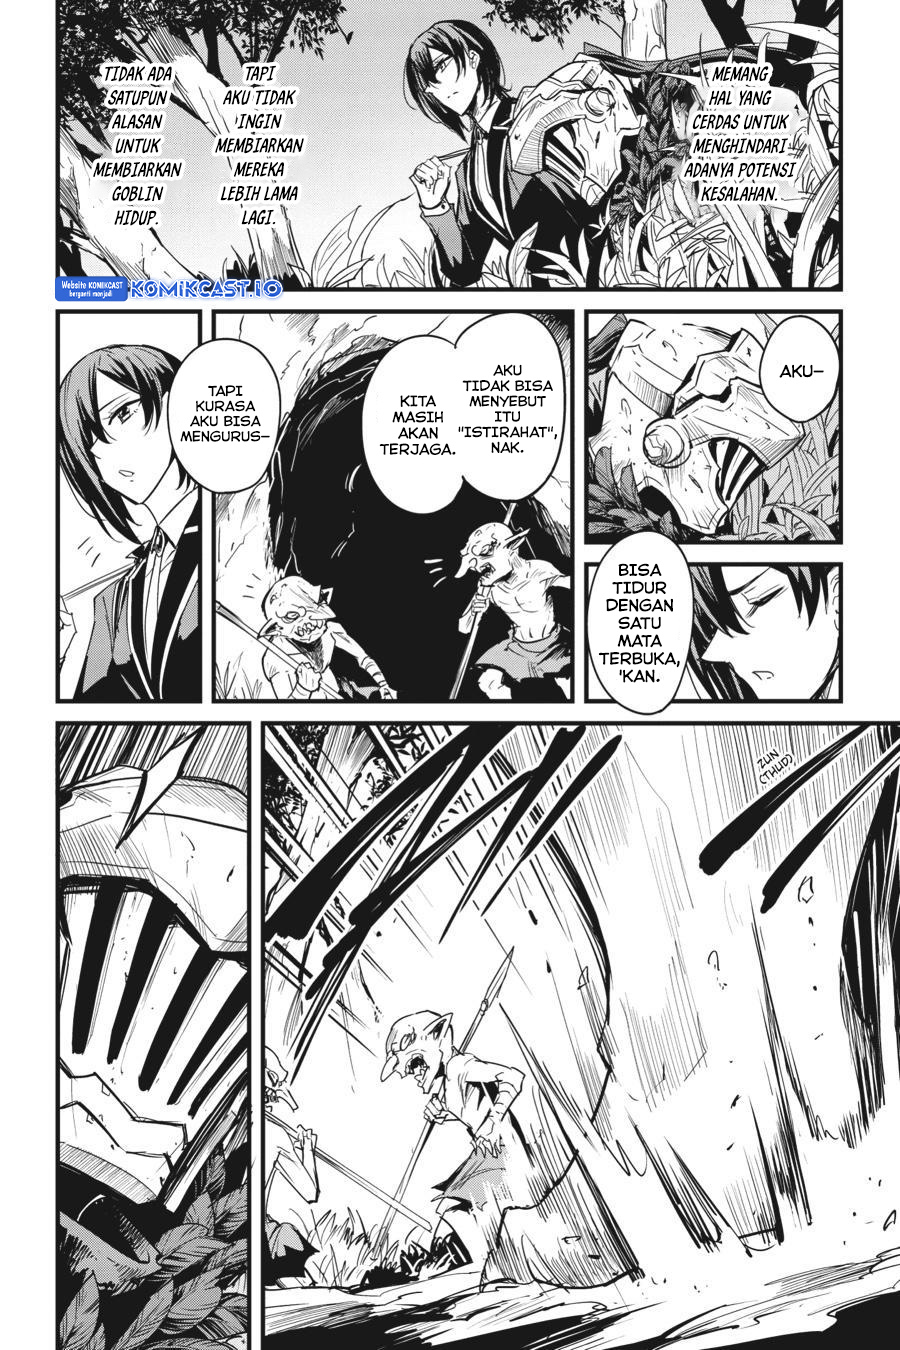 MEMANG
HAL YANG
CERDAS UNTUK
MENGHINDARI
ADANYA POTENSI
KESALAHAN.
TAPI
AKU TIDAK
INGIN
MEMBIARKAN
MEREKA
LEBIH LAMA
LAGI.
TIDAK ADA
SATUPUN
ALASAN
UNTUK
MEMBIARKAN
GOBLIN
HIDUP.
Website KOMIKCAST
berganti menjadi
KOMIKCAST.IO
AKU–
BISA
TIDUR
DENGAN
SATU
MATA
TERBUKA,
'KAN.
AKU
TIDAK BISA
MENYEBUT
ITU
"ISTIRAHAT",
NAK.
KITA
MASIH
AKAN
TERJAGA.
TAPI
KURASA
AKU BISA
MENGURUS–
ZUN
(THUD)